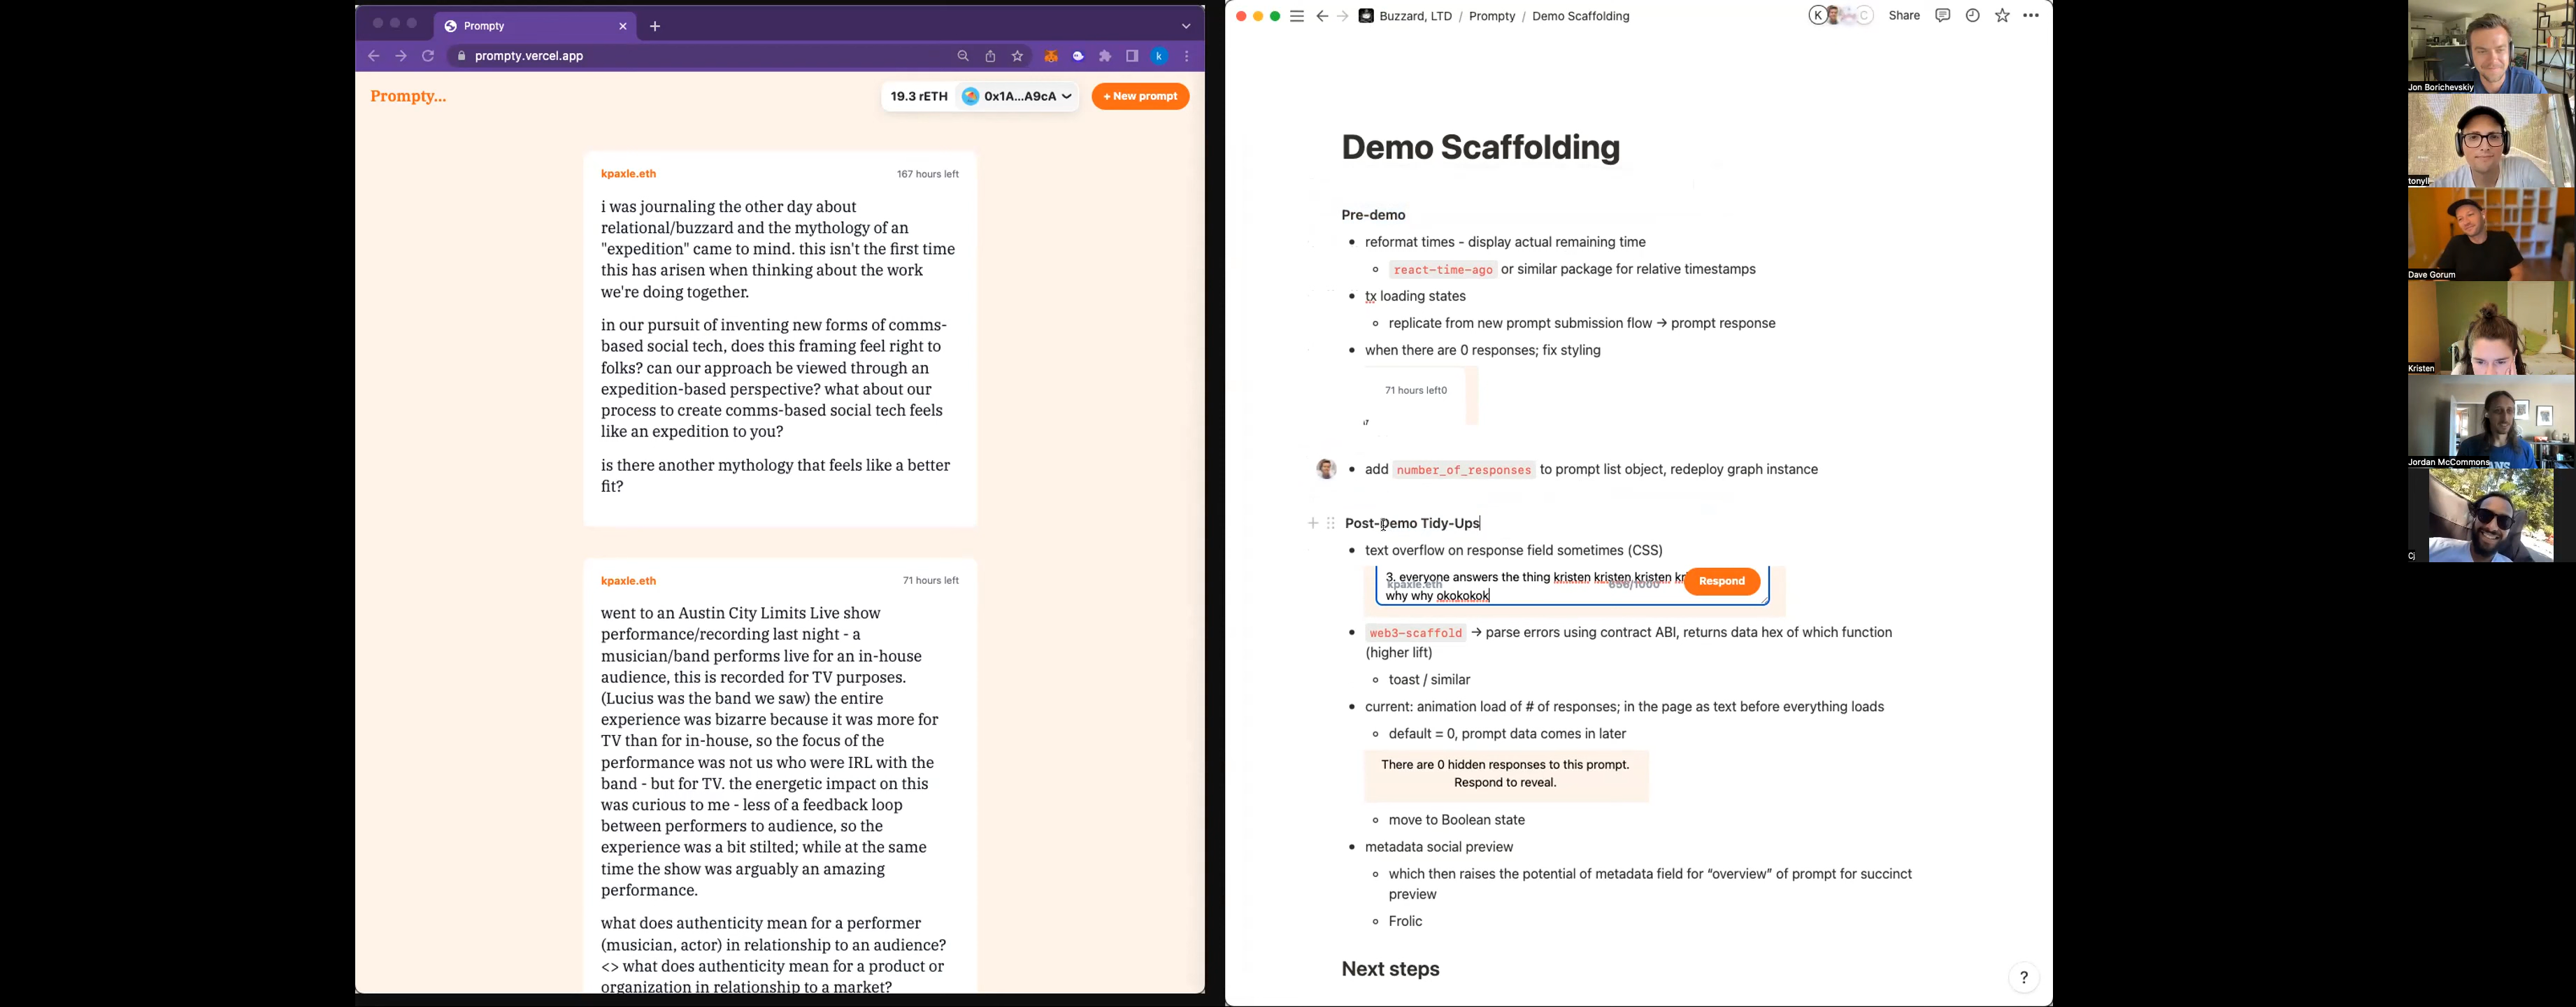 Prompty
prompty.vercel.app
k
Prompty...
19.3 rETH
0x1A...A9cA
+ New prompt
kpaxle.eth
167 hours left
i was journaling the other day about
relational/buzzard and the mythology of an
"expedition" came to mind. this isn't the first time
this has arisen when thinking about the work
we're doing together.
in our pursuit of inventing new forms of comms-
based social tech, does this framing feel right to
folks? can our approach be viewed through an
expedition-based perspective? what about our
process to create comms-based social tech feels
like an expedition to you?
is there another mythology that feels like a better
fit?
kpaxle.eth
71 hours left
went to an Austin City Limits Live show
performance/recording last night - a
musician/band performs live for an in-house
audience, this is recorded for TV purposes.
(Lucius was the band we saw) the entire
experience was bizarre because it was more for
TV than for in-house, so the focus of the
performance was not us who were IRL with the
band - but for TV. the energetic impact on this
was curious to me - less of a feedback loop
between performers to audience, so the
experience was a bit stilted; while at the same
time the show was arguably an amazing
performance.
what does authenticity mean for a performer
(musician, actor) in relationship to an audience?
<> what does authenticity mean for a product or
organization in relationship to a market?
Buzzard, LTD / Prompty / Demo Scaffolding
K
C
Share
Demo Scaffolding
Pre-demo
• reformat times - display actual remaining time
◦ react-time-ago or similar package for relative timestamps
• tx loading states
◦ replicate from new prompt submission flow → prompt response
• when there are 0 responses; fix styling
71 hours left0
• add number_of_responses to prompt list object, redeploy graph instance
Post-Demo Tidy-Ups
• text overflow on response field sometimes (CSS)
3. everyone answers the thing kristen kristen kristen kri
kpaxle.eth
656/1000
Respond
why why okokokok
• web3-scaffold → parse errors using contract ABI, returns data hex of which function
(higher lift)
◦ toast / similar
• current: animation load of # of responses; in the page as text before everything loads
◦ default = 0, prompt data comes in later
There are 0 hidden responses to this prompt.
Respond to reveal.
◦ move to Boolean state
• metadata social preview
◦ which then raises the potential of metadata field for “overview” of prompt for succinct
preview
◦ Frolic
Next steps
?
Jon Borichevskiy
tonyll
Dave Gorum
Kristen
Jordan McCommons
Cj